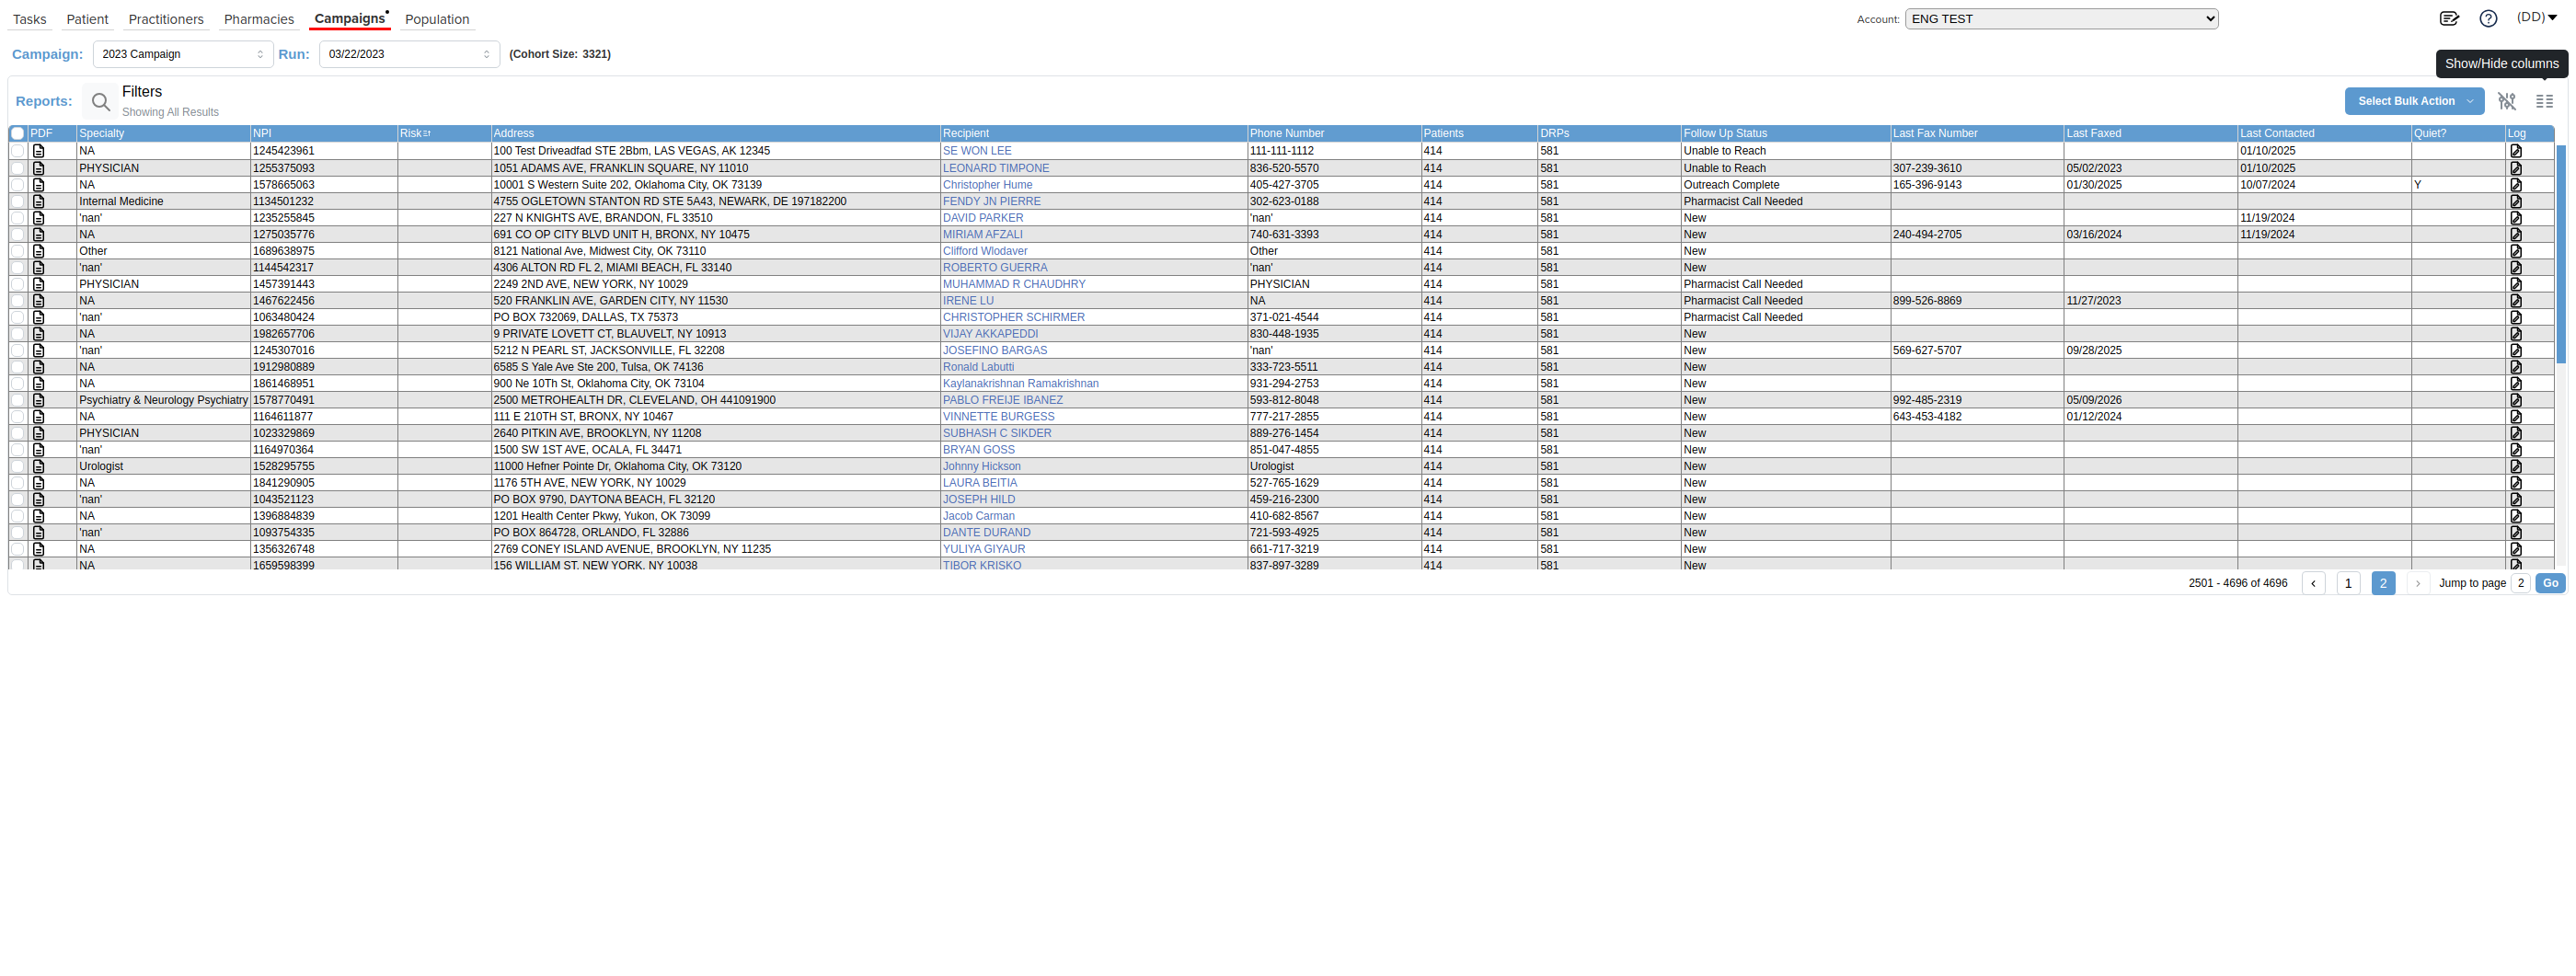 Tasks Patient Practitioners Pharmacies Campaigns Population Account: ENG TEST (DD)
Campaign: 2023 Campaign Run: 03/22/2023 (Cohort Size: 3321)
Show/Hide columns
Reports: Filters
Showing All Results
Select Bulk Action
PDF Specialty NPI Risk Address Recipient Phone Number Patients DRPs Follow Up Status Last Fax Number Last Faxed Last Contacted Quiet? Log
NA 1245423961 100 Test Driveadfad STE 2Bbm, LAS VEGAS, AK 12345 SE WON LEE 111-111-1112 414 581 Unable to Reach 01/10/2025
PHYSICIAN 1255375093 1051 ADAMS AVE, FRANKLIN SQUARE, NY 11010 LEONARD TIMPONE 836-520-5570 414 581 Unable to Reach 307-239-3610 05/02/2023 01/10/2025
NA 1578665063 10001 S Western Suite 202, Oklahoma City, OK 73139 Christopher Hume 405-427-3705 414 581 Outreach Complete 165-396-9143 01/30/2025 10/07/2024 Y
Internal Medicine 1134501232 4755 OGLETOWN STANTON RD STE 5A43, NEWARK, DE 197182200 FENDY JN PIERRE 302-623-0188 414 581 Pharmacist Call Needed
'nan' 1235255845 227 N KNIGHTS AVE, BRANDON, FL 33510 DAVID PARKER 'nan' 414 581 New 11/19/2024
NA 1275035776 691 CO OP CITY BLVD UNIT H, BRONX, NY 10475 MIRIAM AFZALI 740-631-3393 414 581 New 240-494-2705 03/16/2024 11/19/2024
Other 1689638975 8121 National Ave, Midwest City, OK 73110 Clifford Wlodaver Other 414 581 New
'nan' 1144542317 4306 ALTON RD FL 2, MIAMI BEACH, FL 33140 ROBERTO GUERRA 'nan' 414 581 New
PHYSICIAN 1457391443 2249 2ND AVE, NEW YORK, NY 10029 MUHAMMAD R CHAUDHRY PHYSICIAN 414 581 Pharmacist Call Needed
NA 1467622456 520 FRANKLIN AVE, GARDEN CITY, NY 11530 IRENE LU NA 414 581 Pharmacist Call Needed 899-526-8869 11/27/2023
'nan' 1063480424 PO BOX 732069, DALLAS, TX 75373 CHRISTOPHER SCHIRMER 371-021-4544 414 581 Pharmacist Call Needed
NA 1982657706 9 PRIVATE LOVETT CT, BLAUVELT, NY 10913 VIJAY AKKAPEDDI 830-448-1935 414 581 New
'nan' 1245307016 5212 N PEARL ST, JACKSONVILLE, FL 32208 JOSEFINO BARGAS 'nan' 414 581 New 569-627-5707 09/28/2025
NA 1912980889 6585 S Yale Ave Ste 200, Tulsa, OK 74136 Ronald Labutti 333-723-5511 414 581 New
NA 1861468951 900 Ne 10Th St, Oklahoma City, OK 73104 Kaylanakrishnan Ramakrishnan 931-294-2753 414 581 New
Psychiatry & Neurology Psychiatry 1578770491 2500 METROHEALTH DR, CLEVELAND, OH 441091900 PABLO FREIJE IBANEZ 593-812-8048 414 581 New 992-485-2319 05/09/2026
NA 1164611877 111 E 210TH ST, BRONX, NY 10467 VINNETTE BURGESS 777-217-2855 414 581 New 643-453-4182 01/12/2024
PHYSICIAN 1023329869 2640 PITKIN AVE, BROOKLYN, NY 11208 SUBHASH C SIKDER 889-276-1454 414 581 New
'nan' 1164970364 1500 SW 1ST AVE, OCALA, FL 34471 BRYAN GOSS 851-047-4855 414 581 New
Urologist 1528295755 11000 Hefner Pointe Dr, Oklahoma City, OK 73120 Johnny Hickson Urologist 414 581 New
NA 1841290905 1176 5TH AVE, NEW YORK, NY 10029 LAURA BEITIA 527-765-1629 414 581 New
'nan' 1043521123 PO BOX 9790, DAYTONA BEACH, FL 32120 JOSEPH HILD 459-216-2300 414 581 New
NA 1396884839 1201 Health Center Pkwy, Yukon, OK 73099 Jacob Carman 410-682-8567 414 581 New
'nan' 1093754335 PO BOX 864728, ORLANDO, FL 32886 DANTE DURAND 721-593-4925 414 581 New
NA 1356326748 2769 CONEY ISLAND AVENUE, BROOKLYN, NY 11235 YULIYA GIYAUR 661-717-3219 414 581 New
NA 1659598399 156 WILLIAM ST, NEW YORK, NY 10038 TIBOR KRISKO 837-897-3289 414 581 New
2501 - 4696 of 4696 1 2 Jump to page 2 Go